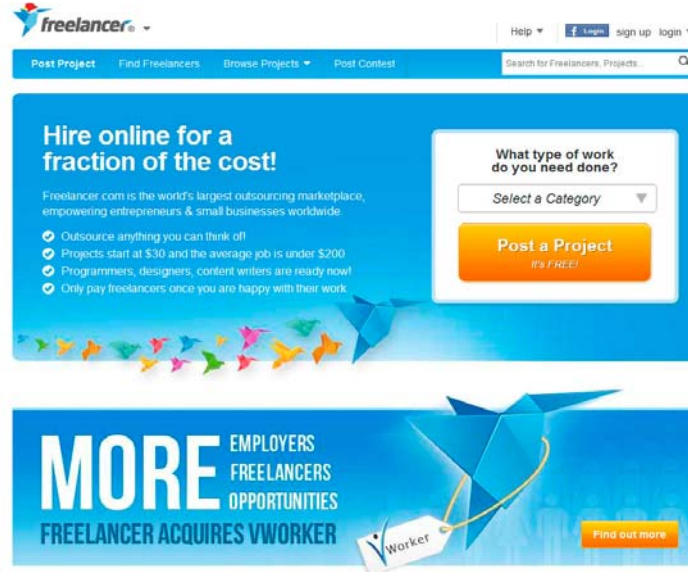 freelancer®
Help
f Login
sign up
login
Post Project
Find Freelancers
Browse Projects
Post Contest
Search for Freelancers, Projects...
Hire online for a
fraction of the cost!
Freelancer.com is the world's largest outsourcing marketplace,
empowering entrepreneurs & small businesses worldwide.
Outsource anything you can think of!
Projects start at $30 and the average job is under $200
Programmers, designers, content writers are ready now!
Only pay freelancers once you are happy with their work
What type of work
do you need done?
Select a Category
Post a Project
It's FREE!
MORE
EMPLOYERS
FREELANCERS
OPPORTUNITIES
FREELANCER ACQUIRES VWORKER
vWorker
Find out more